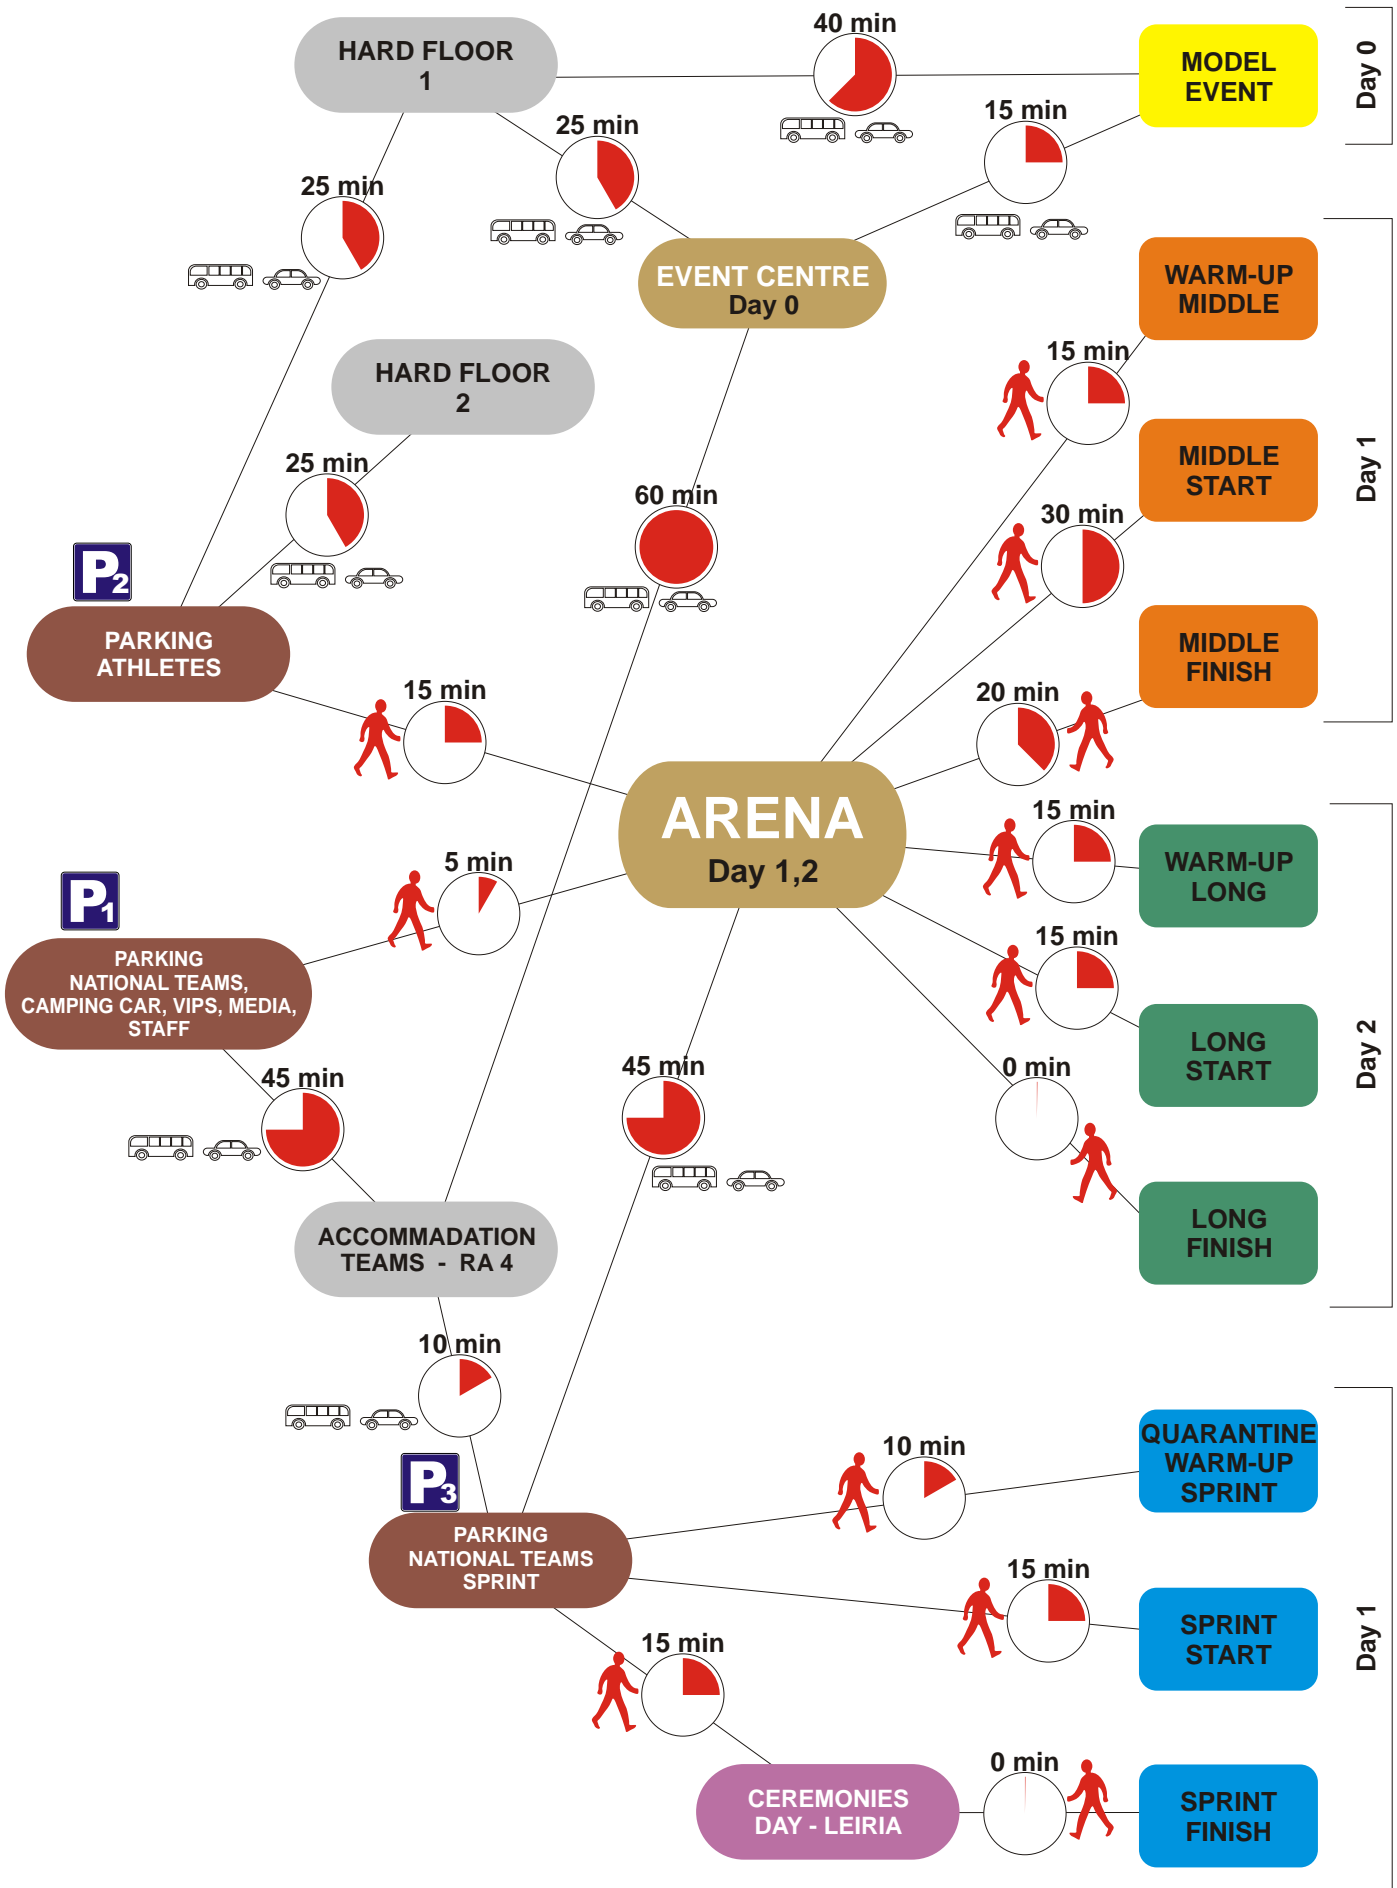 40 min
HARD FLOOR
1
MODEL
EVENT
Day 0
15 min
25 min
25 min
EVENT CENTRE
Day 0
WARM-UP
MIDDLE
15 min
HARD FLOOR
2
MIDDLE
START
Day 1
25 min
60 min
30 min
P2
PARKING
ATHLETES
MIDDLE
FINISH
15 min
20 min
ARENA
Day 1,2
15 min
WARM-UP
LONG
5 min
P1
PARKING
NATIONAL TEAMS,
CAMPING CAR, VIPS, MEDIA,
STAFF
15 min
LONG
START
Day 2
45 min
45 min
0 min
ACCOMMADATION
TEAMS - RA 4
LONG
FINISH
10 min
QUARANTINE
WARM-UP
SPRINT
10 min
P3
PARKING
NATIONAL TEAMS
SPRINT
15 min
SPRINT
START
Day 1
15 min
0 min
CEREMONIES
DAY - LEIRIA
SPRINT
FINISH